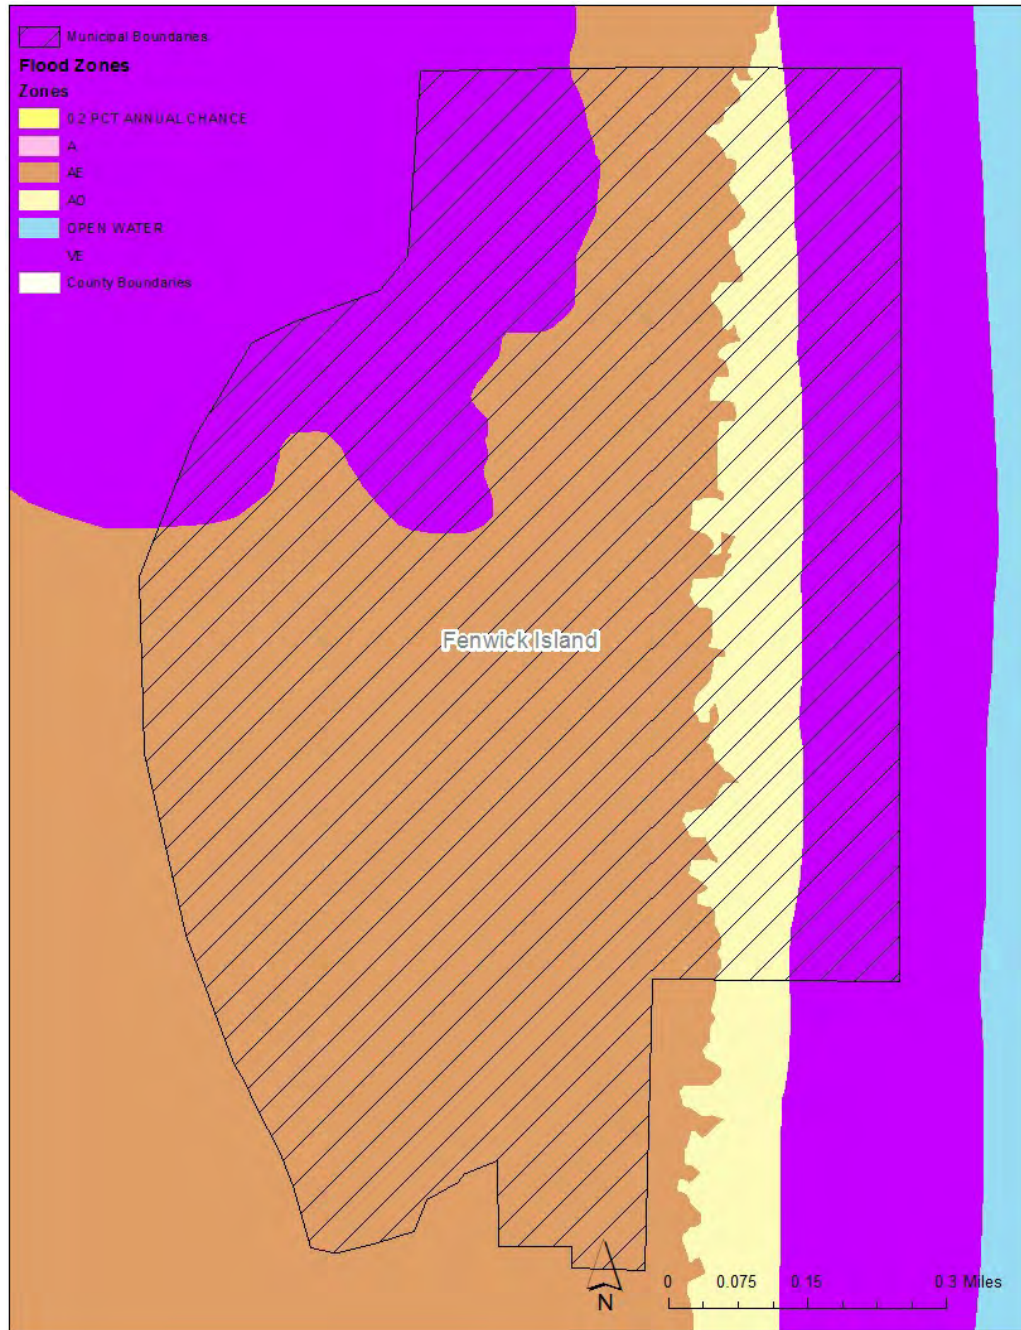 Municipal Boundaries
Flood Zones
Zones
0.2 PCT ANNUAL CHANCE
A
AE
AO
OPEN WATER
VE
County Boundaries
Fenwick Island
0 0.075 0.15 0.3 Miles
N